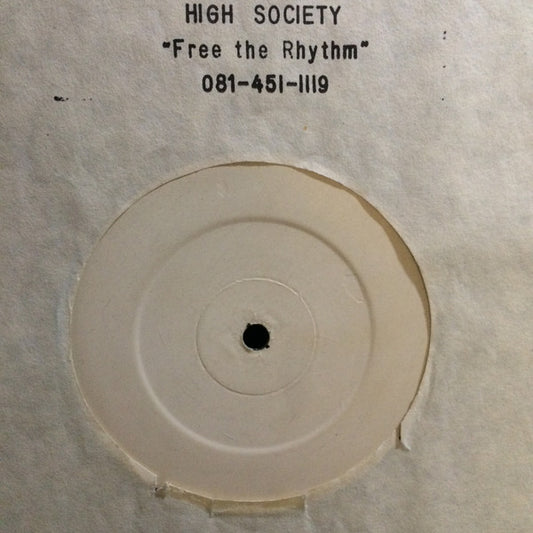 HIGH SOCIETY
"Free the Rhythm"
081-451-1119